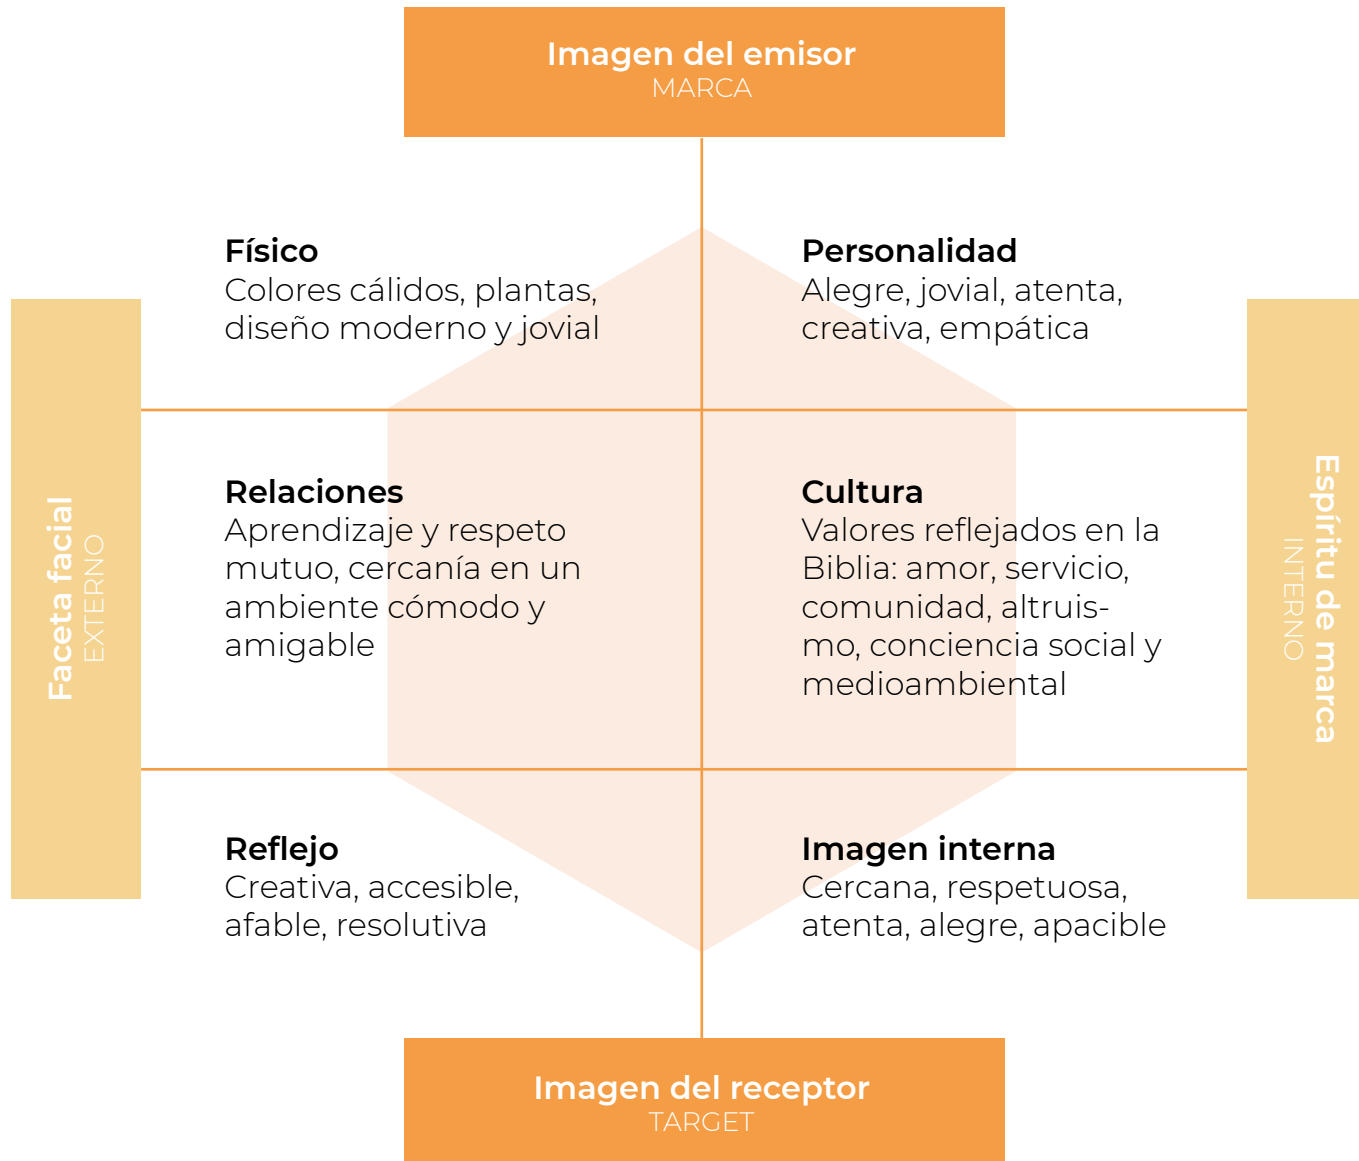 Imagen del emisor
MARCA
Físico
Colores cálidos, plantas,
diseño moderno y jovial
Personalidad
Alegre, jovial, atenta,
creativa, empática
Faceta facial
EXTERNO
Relaciones
Aprendizaje y respeto
mutuo, cercanía en un
ambiente cómodo y
amigable
Cultura
Valores reflejados en la
Biblia: amor, servicio,
comunidad, altruis-
mo, conciencia social y
medioambiental
Espíritu de marca
INTERNO
Reflejo
Creativa, accesible,
afable, resolutiva
Imagen interna
Cercana, respetuosa,
atenta, alegre, apacible
Imagen del receptor
TARGET